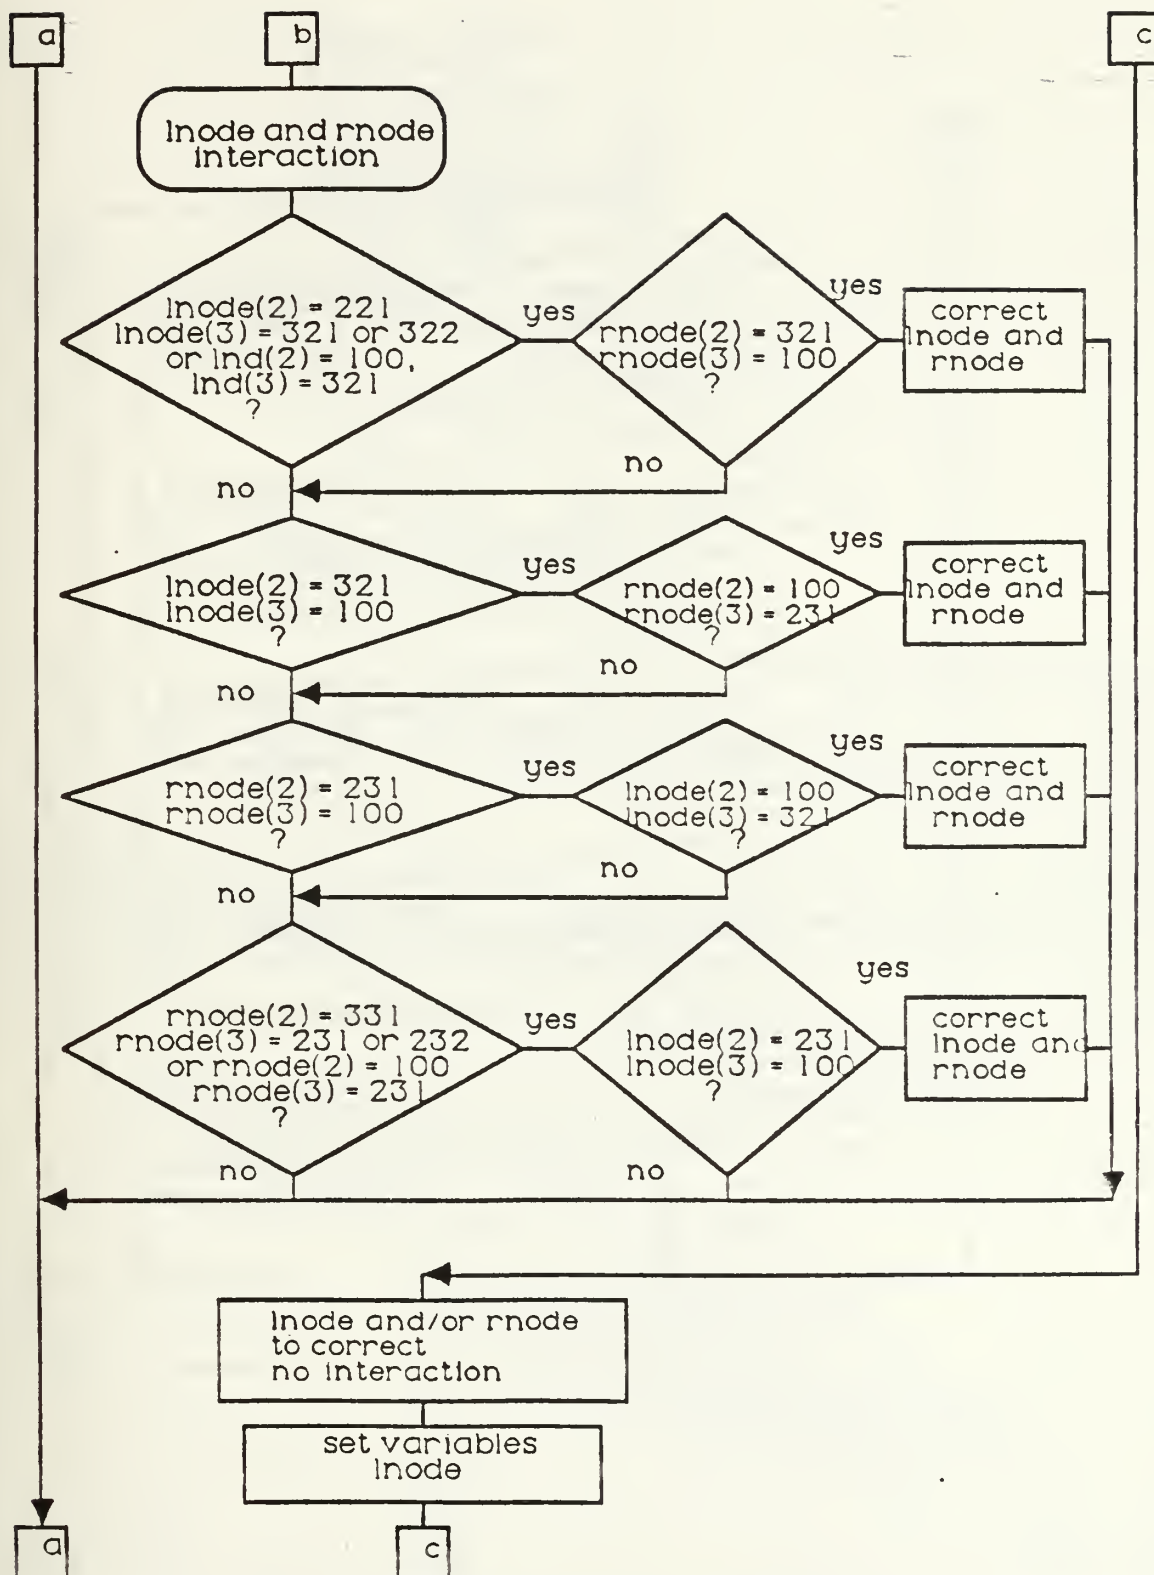 a
b
c
lnode and rnode
interaction
lnode(2) = 221
lnode(3) = 321 or 322
or lnd(2) = 100,
lnd(3) = 321
?
yes
rnode(2) = 321
rnode(3) = 100
?
yes
correct
lnode and
rnode
no
no
lnode(2) = 321
lnode(3) = 100
?
yes
rnode(2) = 100
rnode(3) = 231
?
yes
correct
lnode and
rnode
no
no
rnode(2) = 231
rnode(3) = 100
?
yes
lnode(2) = 100
lnode(3) = 321
?
yes
correct
lnode and
rnode
no
no
rnode(2) = 331
rnode(3) = 231 or 232
or rnode(2) = 100
rnode(3) = 231
?
yes
lnode(2) = 231
lnode(3) = 100
?
yes
correct
lnode and
rnode
no
no
lnode and/or rnode
to correct
no interaction
set variables
lnode
a
c